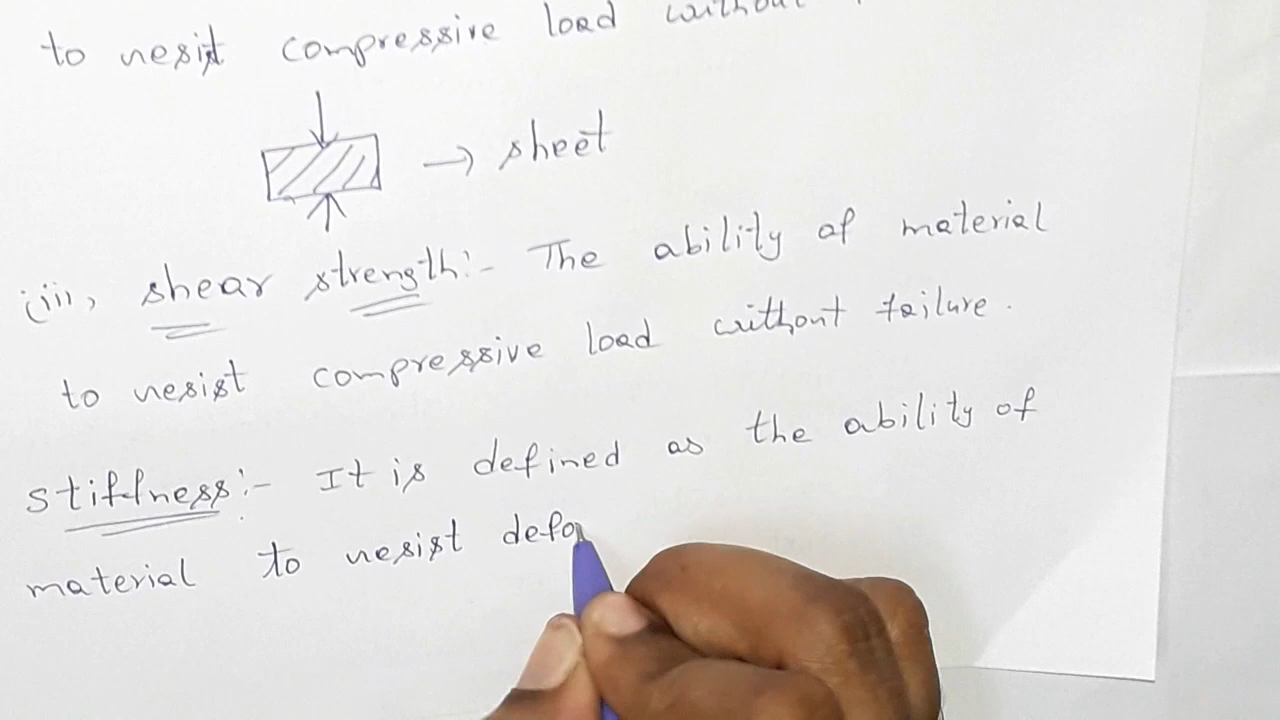 to resist compressive load without
→ sheet
(iii), shear strength:- The ability of material
to resist compressive load without failure.
stiffness:- It is defined as the ability of
material to resist defo